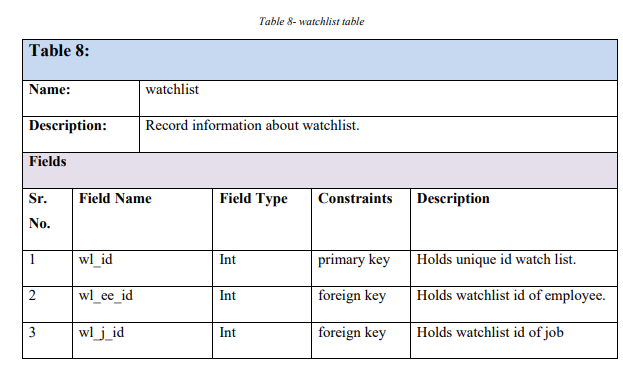 Table 8- watchlist table
Table 8:
Name: watchlist
Description: Record information about watchlist.
Fields
Sr. No. Field Name Field Type Constraints Description
1 wl_id Int primary key Holds unique id watch list.
2 wl_ee_id Int foreign key Holds watchlist id of employee.
3 wl_j_id Int foreign key Holds watchlist id of job